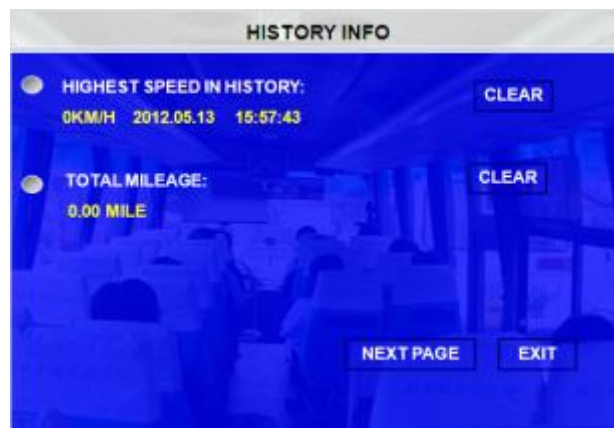 HISTORY INFO
HIGHEST SPEED IN HISTORY:
CLEAR
0KM/H 2012.05.13 15:57:43
TOTAL MILEAGE:
CLEAR
0.00 MILE
NEXT PAGE
EXIT